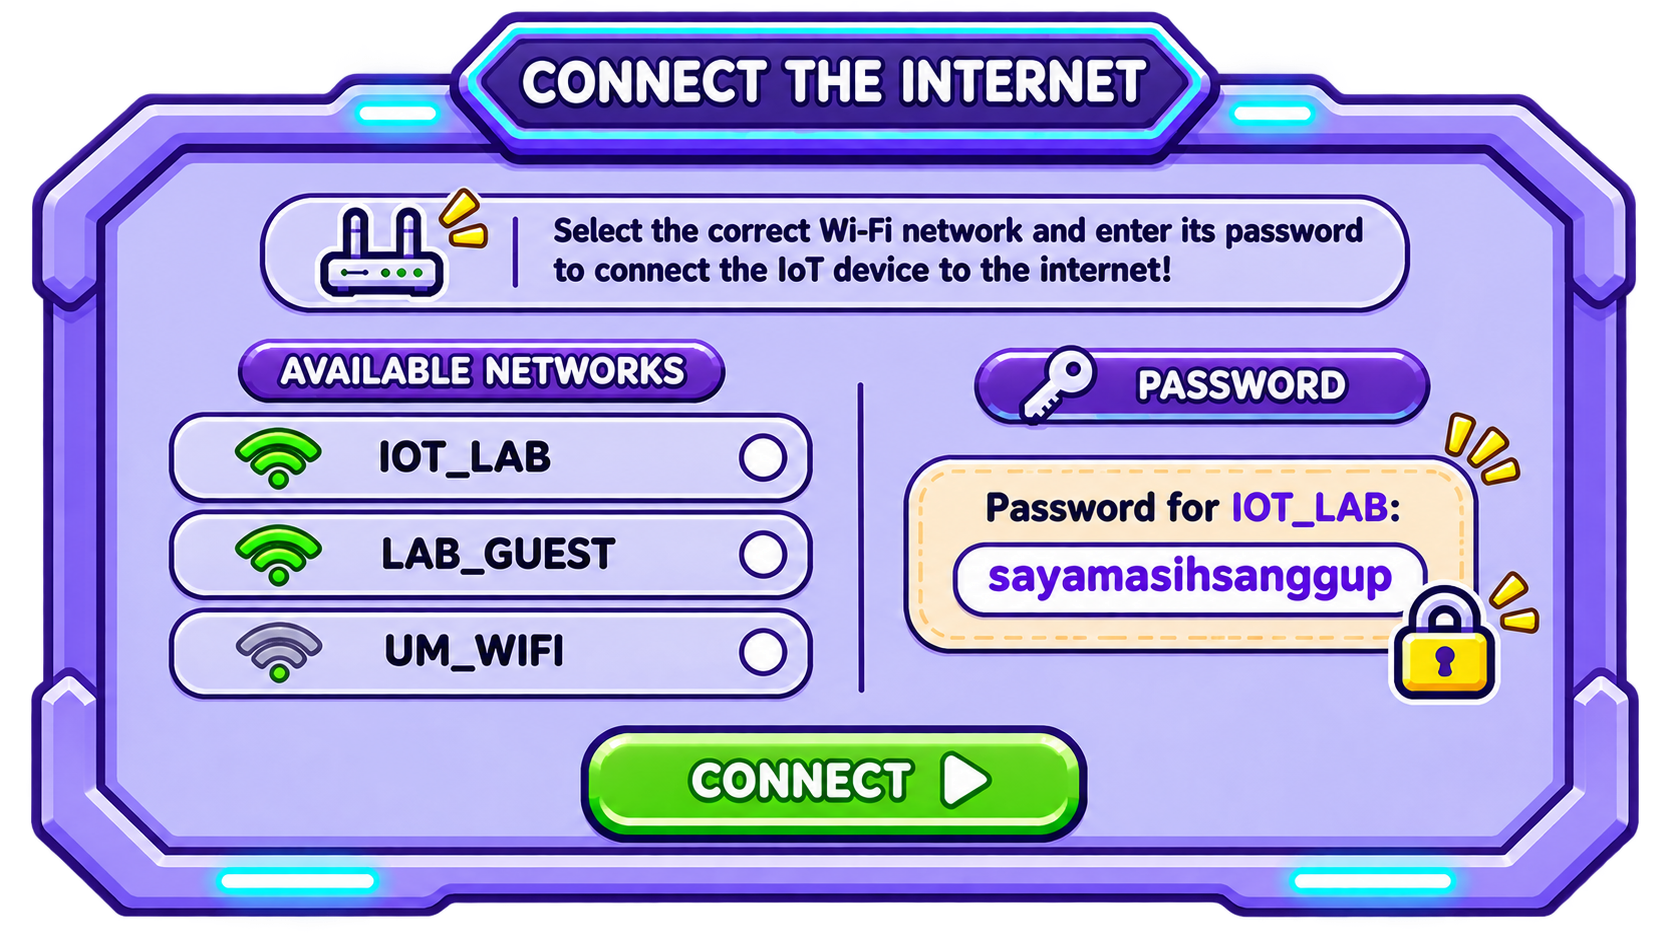 CONNECT THE INTERNET
Select the correct Wi-Fi network and enter its password
to connect the IoT device to the internet!
AVAILABLE NETWORKS
IOT_LAB
LAB_GUEST
UM_WIFI
PASSWORD
Password for IOT_LAB:
sayamasihsanggup
CONNECT